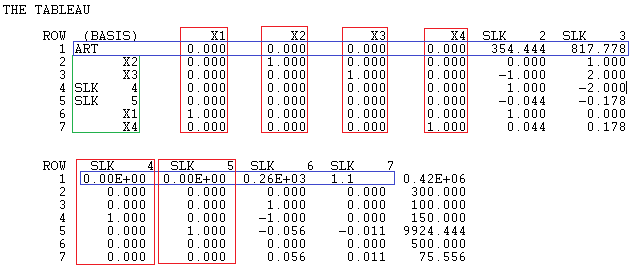 THE TABLEAU
ROW (BASIS) X1 X2 X3 X4 SLK 2 SLK 3
1 ART 0.000 0.000 0.000 0.000 354.444 817.778
2 X2 0.000 1.000 0.000 0.000 0.000 1.000
3 X3 0.000 0.000 1.000 0.000 -1.000 2.000
4 SLK 4 0.000 0.000 0.000 0.000 1.000 -2.000
5 SLK 5 0.000 0.000 0.000 0.000 -0.044 -0.178
6 X1 1.000 0.000 0.000 0.000 0.000 0.000
7 X4 0.000 0.000 0.000 1.000 0.044 0.178
ROW SLK 4 SLK 5 SLK 6 SLK 7
1 0.00E+00 0.00E+00 0.26E+03 1.1 0.42E+06
2 0.000 0.000 0.000 0.000 300.000
3 0.000 0.000 1.000 0.000 100.000
4 1.000 0.000 -1.000 0.000 150.000
5 0.000 1.000 -0.056 -0.011 9924.444
6 0.000 0.000 0.000 0.000 500.000
7 0.000 0.000 0.056 0.011 75.556